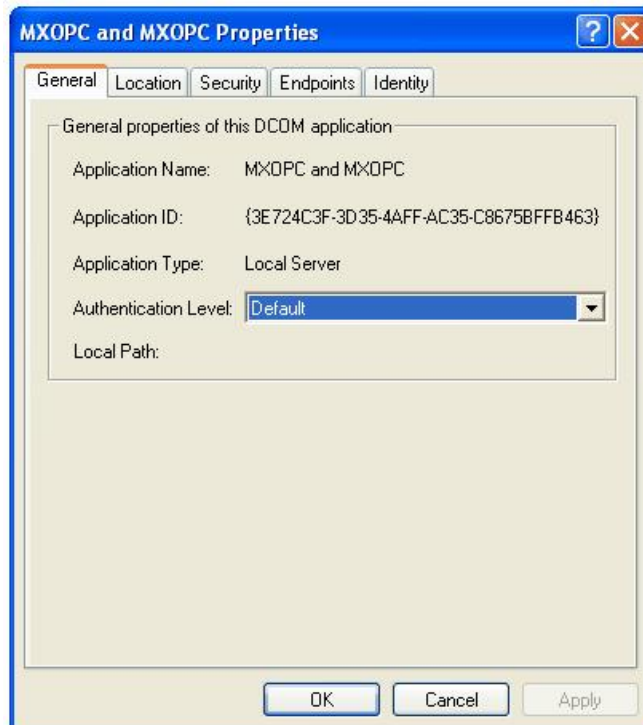 MXOPC and MXOPC Properties
?
X
General Location Security Endpoints Identity
General properties of this DCOM application
Application Name: MXOPC and MXOPC
Application ID: {3E724C3F-3D35-4AFF-AC35-C8675BFFB463}
Application Type: Local Server
Authentication Level: Default
Local Path:
OK Cancel Apply